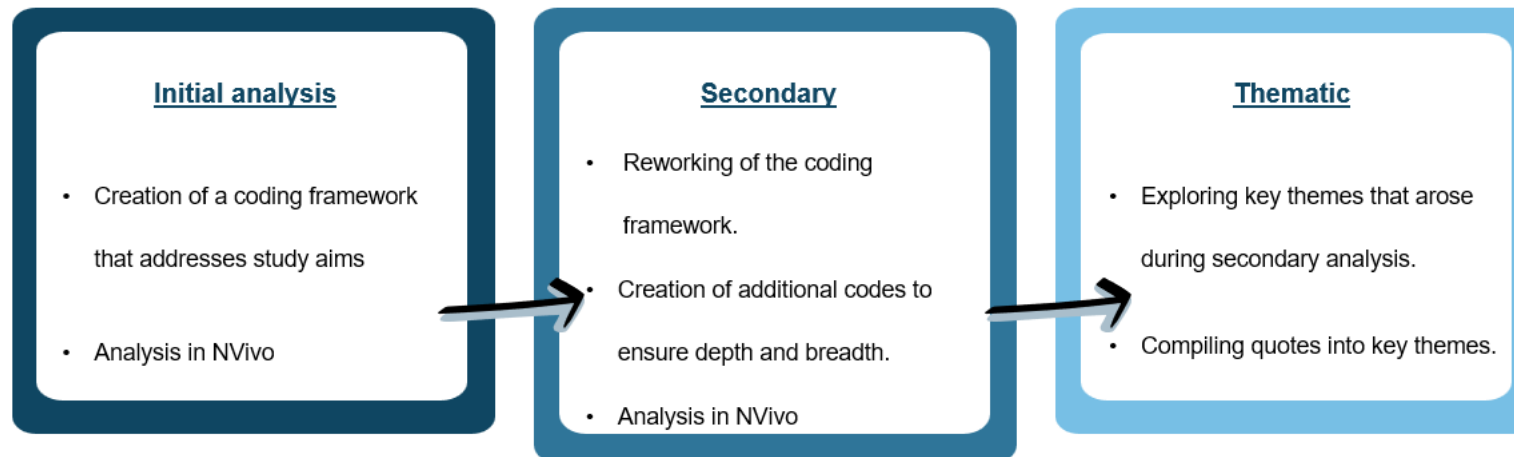 Initial analysis
• Creation of a coding framework
that addresses study aims
• Analysis in NVivo
Secondary
• Reworking of the coding
framework.
• Creation of additional codes to
ensure depth and breadth.
• Analysis in NVivo
Thematic
• Exploring key themes that arose
during secondary analysis.
• Compiling quotes into key themes.